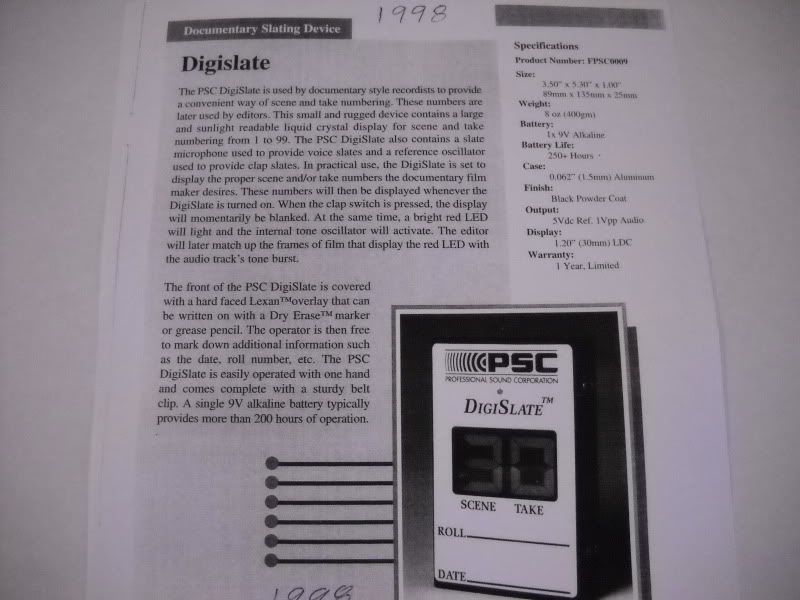 1998
Documentary Slating Device
Digislate
The PSC DigiSlate is used by documentary style recordists to provide
a convenient way of scene and take numbering. These numbers are
later used by editors. This small and rugged device contains a large
and sunlight readable liquid crystal display for scene and take
numbering from 1 to 99. The PSC DigiSlate also contains a slate
microphone used to provide voice slates and a reference oscillator
used to provide clap slates. In practical use, the DigiSlate is set to
display the proper scene and/or take numbers the documentary film
maker desires. These numbers will then be displayed whenever the
DigiSlate is turned on. When the clap switch is pressed, the display
will momentarily be blanked. At the same time, a bright red LED
will light and the internal tone oscillator will activate. The editor
will later match up the frames of film that display the red LED with
the audio track's tone burst.
The front of the PSC DigiSlate is covered
with a hard faced Lexan™overlay that can
be written on with a Dry Erase™ marker
or grease pencil. The operator is then free
to mark down additional information such
as the date, roll number, etc. The PSC
DigiSlate is easily operated with one hand
and comes complete with a sturdy belt
clip. A single 9V alkaline battery typically
provides more than 200 hours of operation.
Specifications
Product Number: FPSC0009
Size:
3.50" x 5.30" x 1.00"
89mm x 135mm x 25mm
Weight:
8 oz (400gm)
Battery:
1x 9V Alkaline
Battery Life:
250+ Hours
Case:
0.062" (1.5mm) Aluminum
Finish:
Black Powder Coat
Output:
5Vdc Ref. 1Vpp Audio
Display:
1.20" (30mm) LDC
Warranty:
1 Year, Limited
PSC
PROFESSIONAL SOUND CORPORATION
DIGISLATE™
30
SCENE TAKE
ROLL
DATE
1998